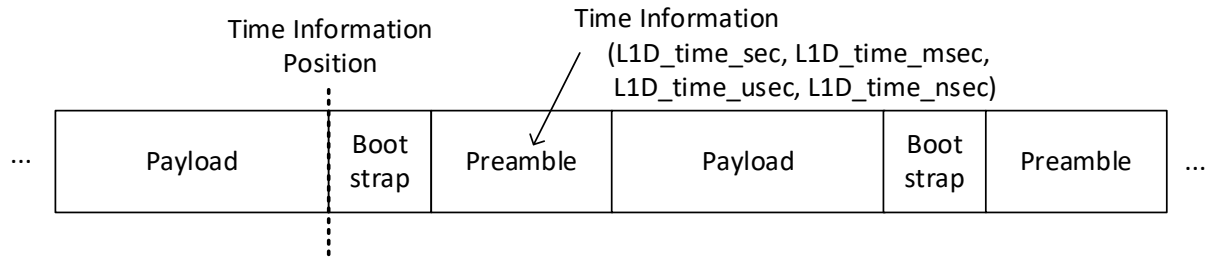 Time Information
Position
Time Information
(L1D_time_sec, L1D_time_msec,
L1D_time_usec, L1D_time_nsec)
... Payload Boot strap Preamble Payload Boot strap Preamble ...